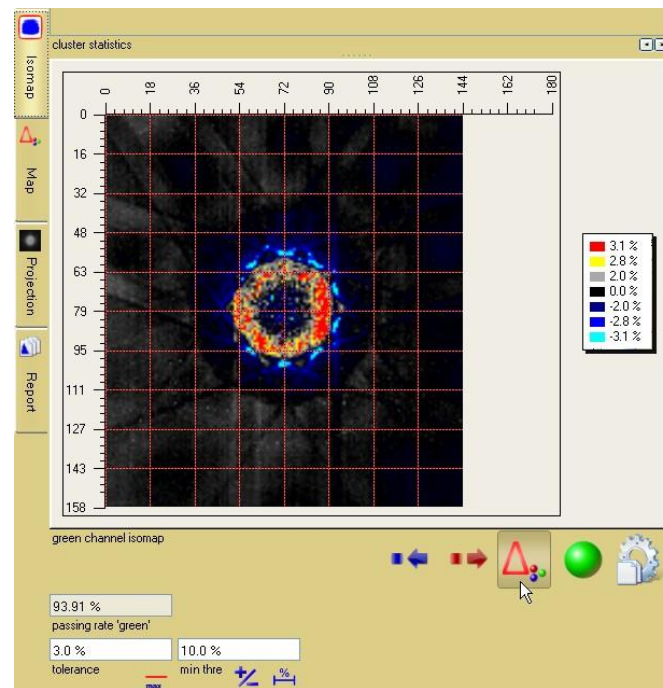 cluster statistics
Isomap
Map
Projection
Report
0 18 36 54 72 90 108 126 144 162 180
0
16
32
48
63
79
95
111
127
143
158
3.1 %
2.8 %
2.0 %
0.0 %
-2.0 %
-2.8 %
-3.1 %
green channel isomap
93.91 %
passing rate 'green'
3.0 % 10.0 %
tolerance max min thre +/- %